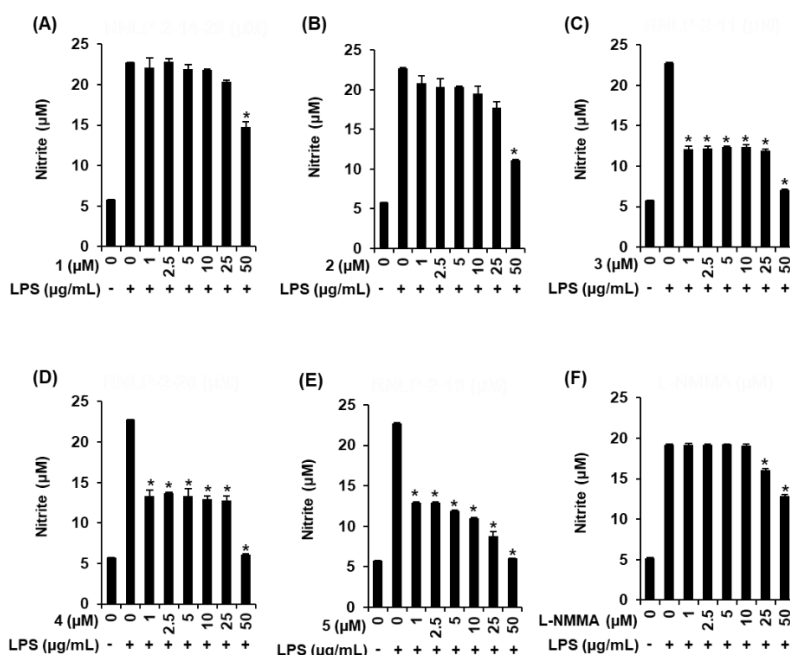 (A)
25
20
15
10
5
0
Nitrite (µM)
*
1 (µM) 0 0 1 2.5 5 10 25 50
LPS (µg/mL) - + + + + + + +
(B)
25
20
15
10
5
0
Nitrite (µM)
*
2 (µM) 0 0 1 2.5 5 10 25 50
LPS (µg/mL) - + + + + + + +
(C)
25
20
15
10
5
0
Nitrite (µM)
* * * * * *
3 (µM) 0 0 1 2.5 5 10 25 50
LPS (µg/mL) - + + + + + + +
(D)
25
20
15
10
5
0
Nitrite (µM)
* * * * * *
4 (µM) 0 0 1 2.5 5 10 25 50
LPS (µg/mL) - + + + + + + +
(E)
25
20
15
10
5
0
Nitrite (µM)
* * * * * *
5 (µM) 0 0 1 2.5 5 10 25 50
LPS (µg/mL) - + + + + + + +
(F)
L-NMMA (µM)
25
20
15
10
5
0
Nitrite (µM)
* *
L-NMMA (µM) 0 0 1 2.5 5 10 25 50
LPS (µg/mL) - + + + + + + +